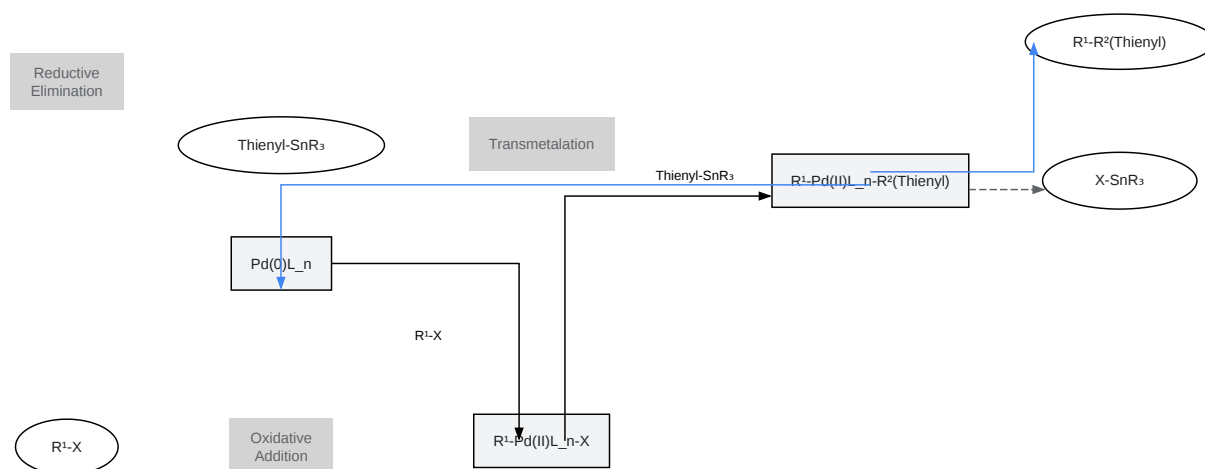 R¹-R²(Thienyl)
Reductive
Elimination
Thienyl-SnR₃
Transmetalation
Thienyl-SnR₃
R¹-Pd(II)L_n-R²(Thienyl)
X-SnR₃
Pd(0)L_n
R¹-X
R¹-X
Oxidative
Addition
R¹-Pd(II)L_n-X